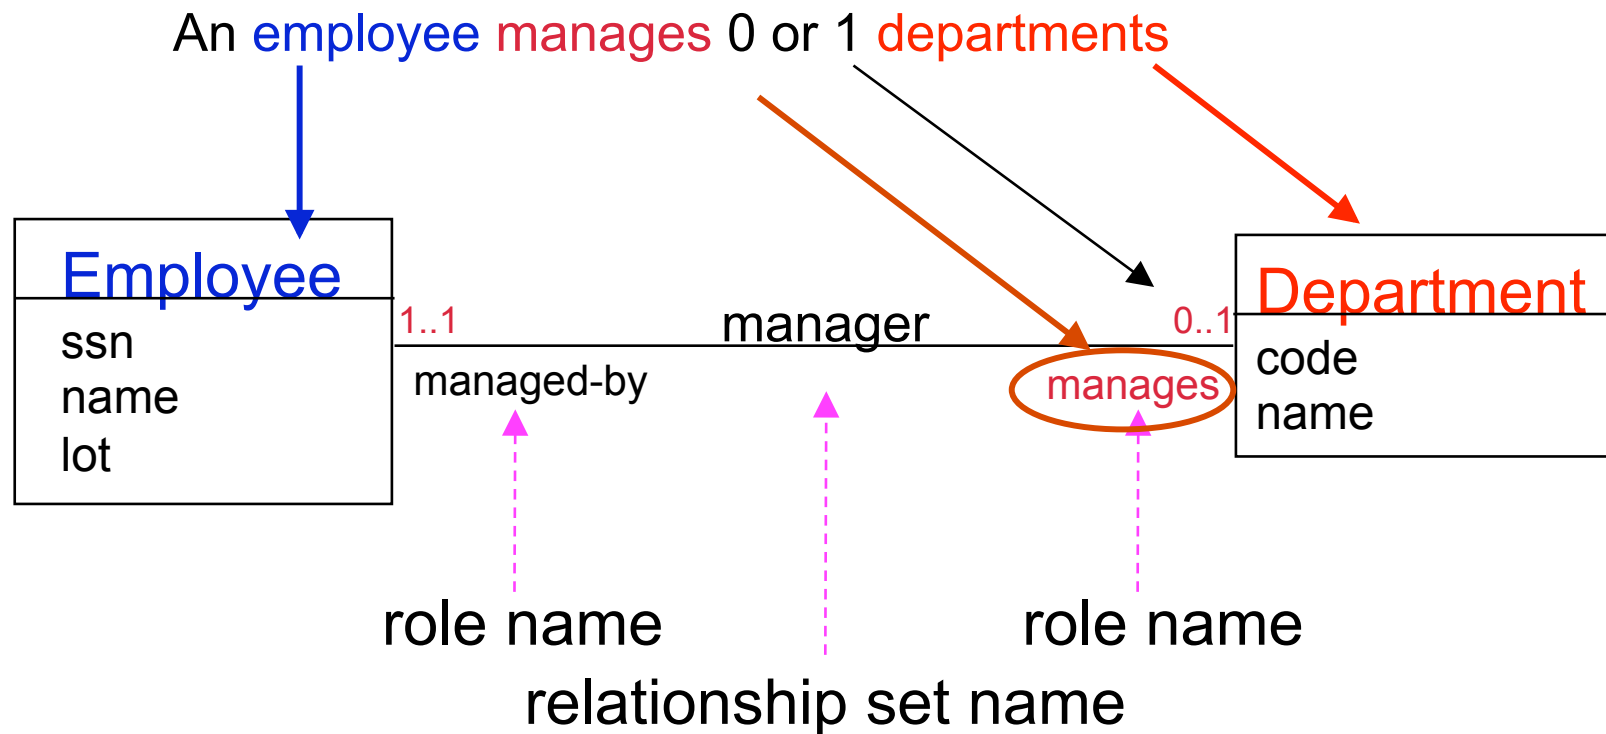 An employee manages 0 or 1 departments
Employee
ssn
name
lot
1..1
managed-by
manager
0..1
manages
Department
code
name
role name
role name
relationship set name